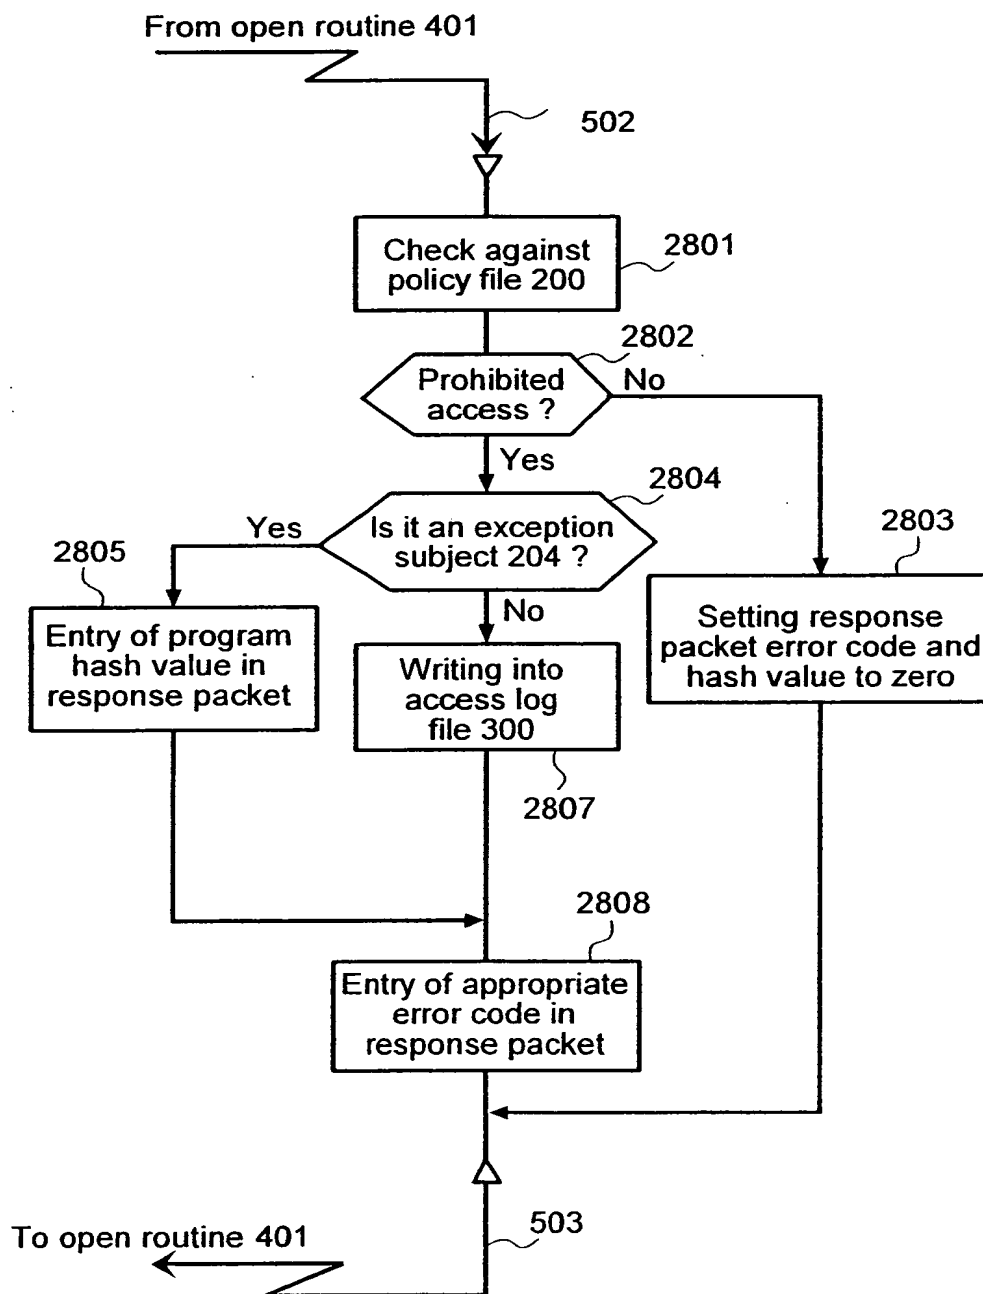 From open routine 401
502
Check against
policy file 200
2801
2802
Prohibited
access ?
No
Yes
2804
Is it an exception
subject 204 ?
Yes
2803
2805
No
Entry of program
hash value in
response packet
Writing into
access log
file 300
Setting response
packet error code and
hash value to zero
2807
2808
Entry of appropriate
error code in
response packet
503
To open routine 401